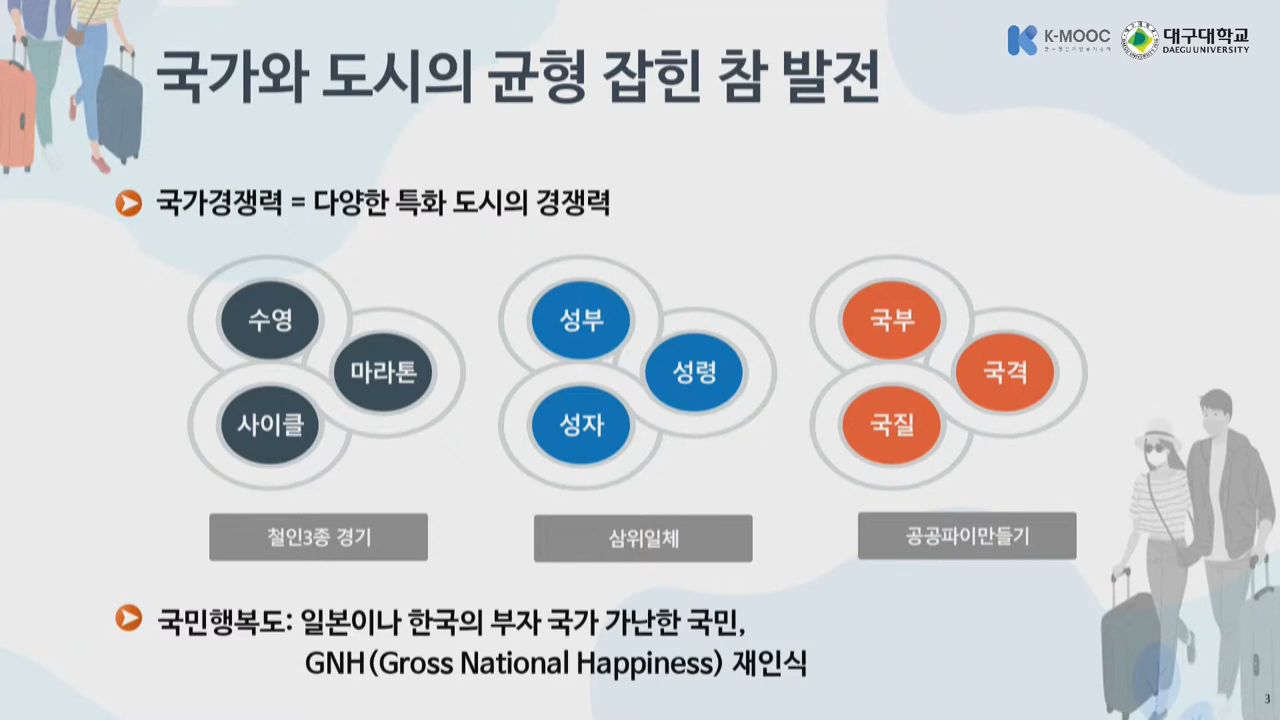 K-MOOC
대구대학교
DAEGU UNIVERSITY
국가와 도시의 균형 잡힌 참 발전
국가경쟁력 = 다양한 특화 도시의 경쟁력
수영
마라톤
사이클
철인3종 경기
성부
성령
성자
삼위일체
국부
국격
국질
공공파이만들기
국민행복도: 일본이나 한국의 부자 국가 가난한 국민,
GNH(Gross National Happiness) 재인식
3